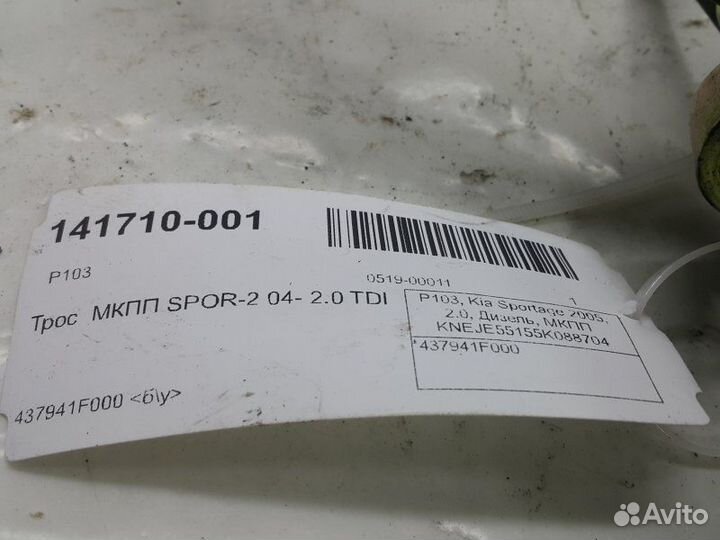 141710-001
P103
0519-00011
1
Трос МКПП SPOR-2 04- 2.0 TDI
P103, Kia Sportage 2005,
2.0, Дизель, МКПП
KNEJE55155K088704
*437941F000
437941F000 <б\у>
Avito